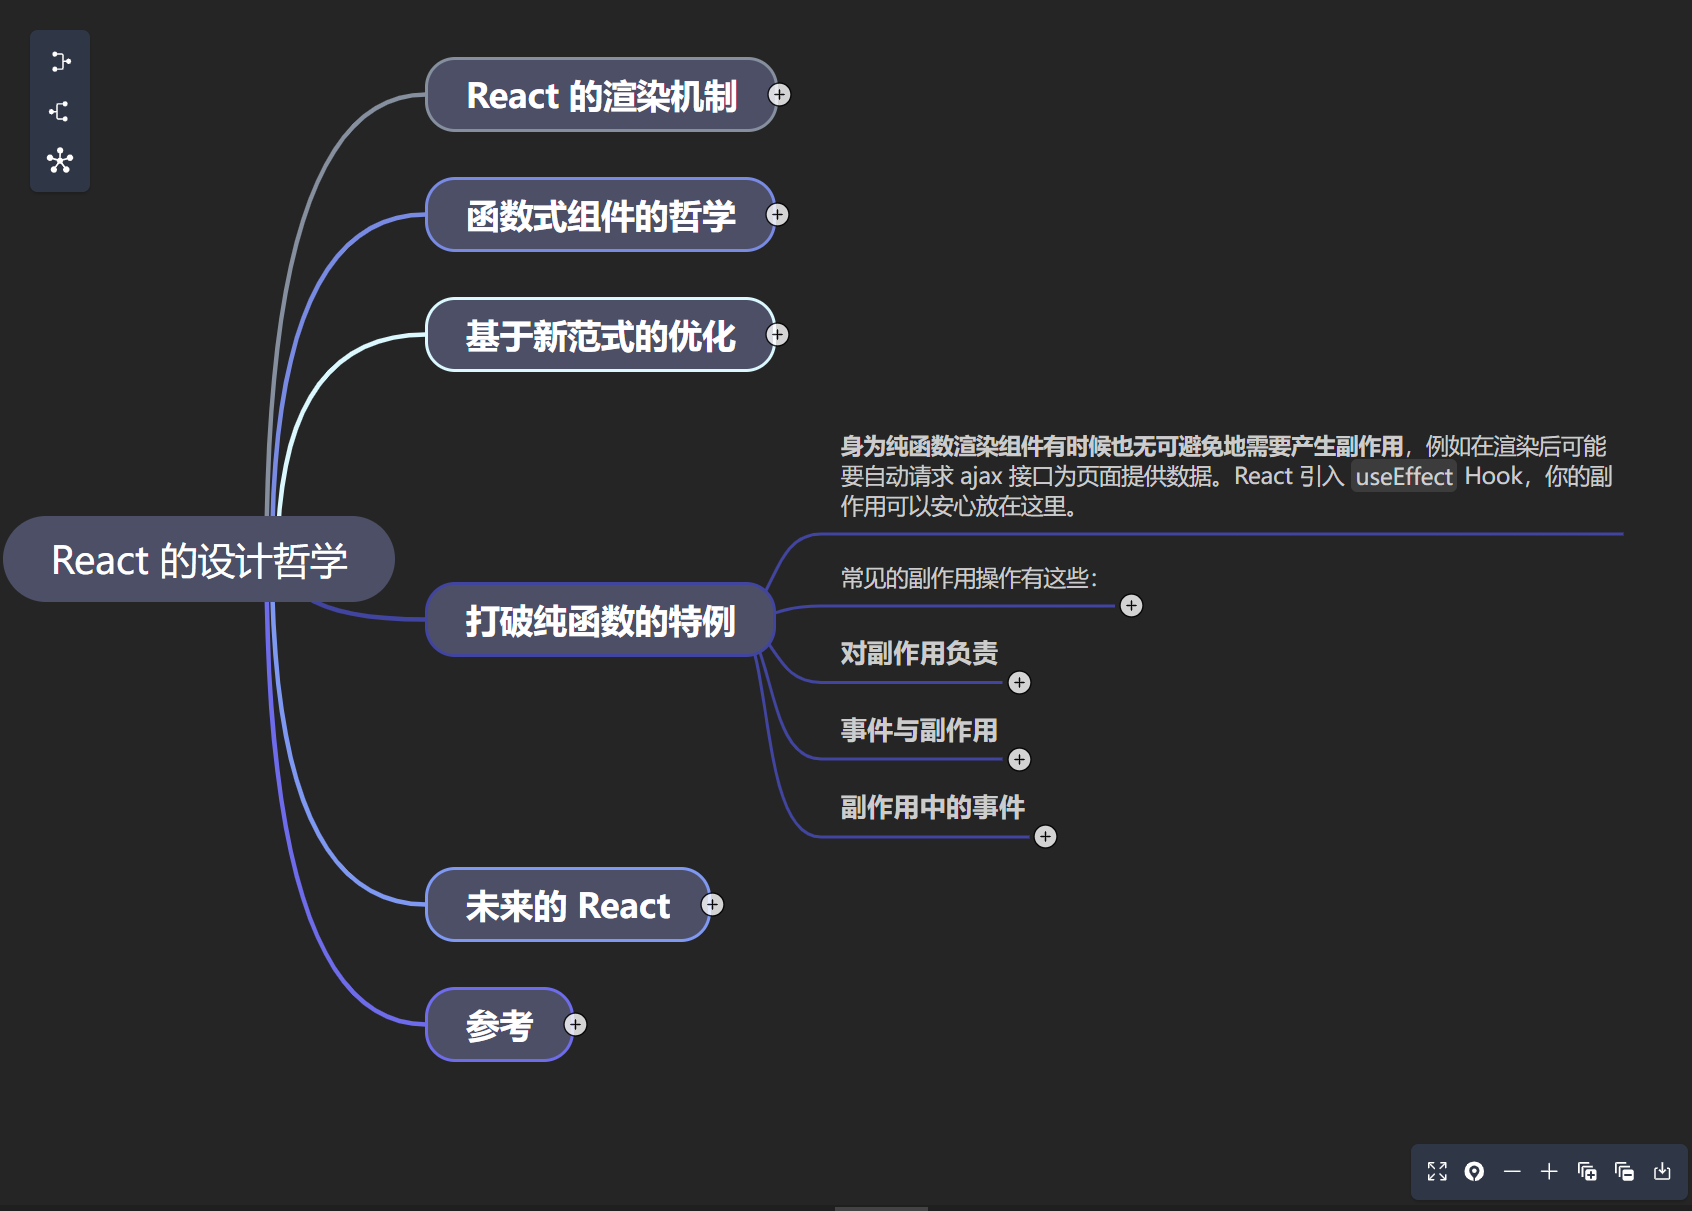 React 的渲染机制
函数式组件的哲学
基于新范式的优化
React 的设计哲学
打破纯函数的特例
身为纯函数渲染组件有时候也无可避免地需要产生副作用，例如在渲染后可能
要自动请求 ajax 接口为页面提供数据。React 引入 useEffect Hook，你的副
作用可以安心放在这里。
常见的副作用操作有这些：
对副作用负责
事件与副作用
副作用中的事件
未来的 React
参考